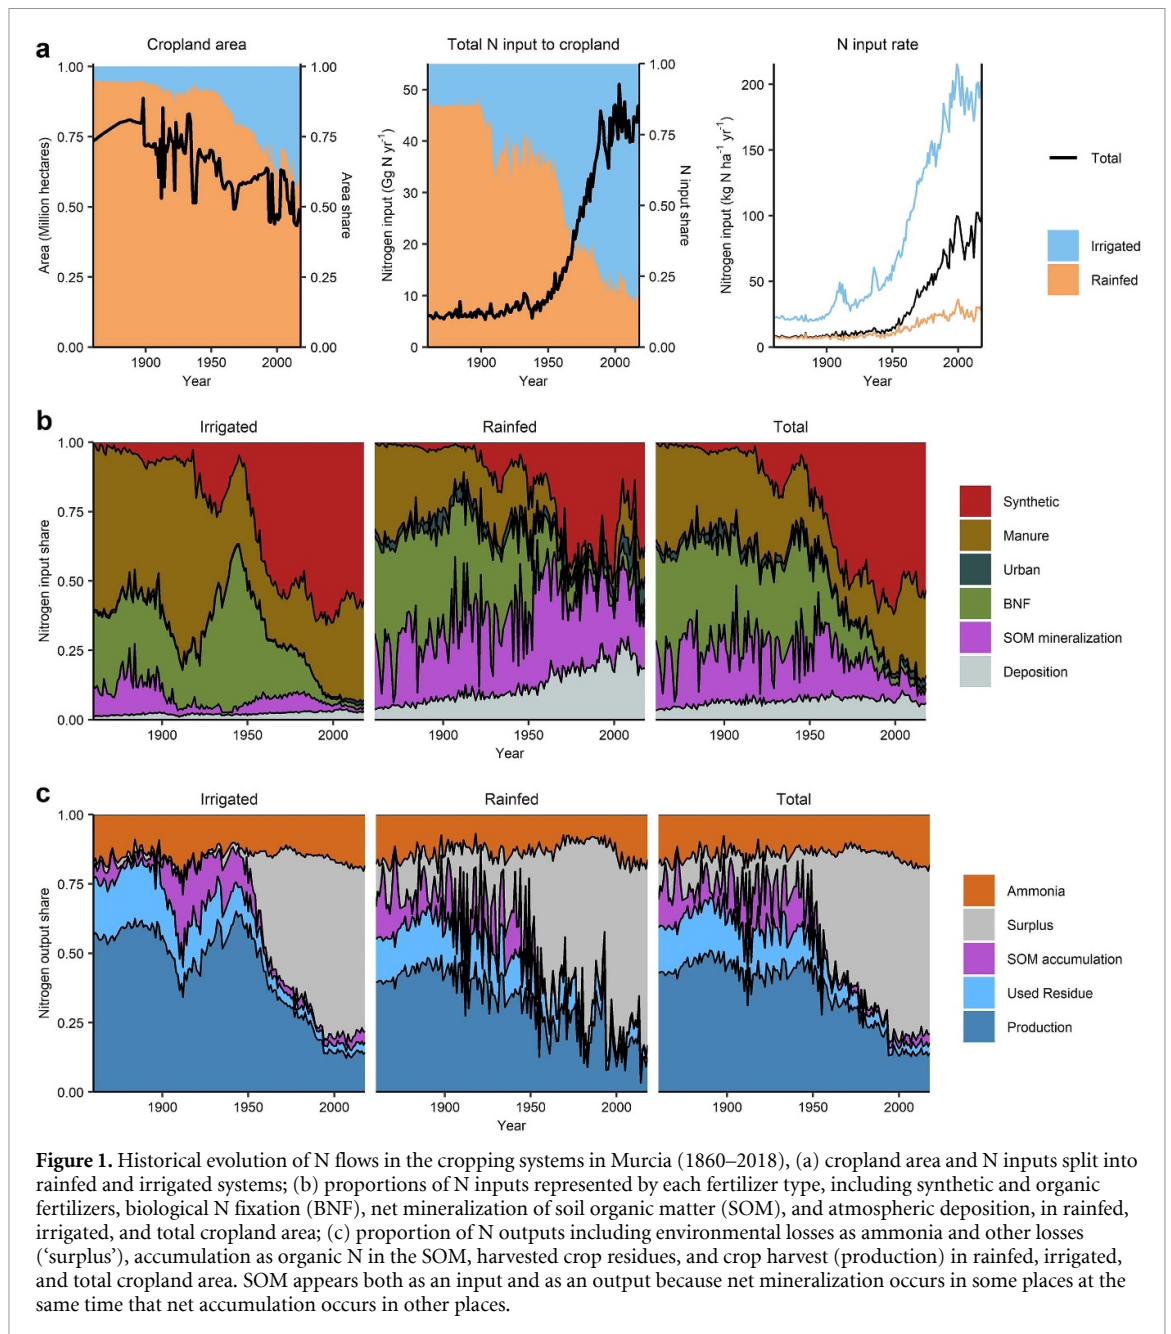 a
Cropland area
Total N input to cropland
N input rate
Area (Million hectares)
1.00
0.75
0.50
0.25
0.00
1.00
0.75
0.50
0.25
0.00
Area share
1900 1950 2000
Year
Nitrogen input (Gg N yr⁻¹)
50
40
30
20
10
0
1.00
0.75
0.50
0.25
0.00
N input share
1900 1950 2000
Year
Nitrogen input (kg N ha⁻¹ yr⁻¹)
200
150
100
50
0
1900 1950 2000
Year
Total
Irrigated
Rainfed
b
Irrigated
Rainfed
Total
Nitrogen input share
1.00
0.75
0.50
0.25
0.00
1900 1950 2000
1900 1950 2000
1900 1950 2000
Year
Synthetic
Manure
Urban
BNF
SOM mineralization
Deposition
c
Irrigated
Rainfed
Total
Nitrogen output share
1.00
0.75
0.50
0.25
0.00
1900 1950 2000
1900 1950 2000
1900 1950 2000
Year
Ammonia
Surplus
SOM accumulation
Used Residue
Production
Figure 1. Historical evolution of N flows in the cropping systems in Murcia (1860–2018), (a) cropland area and N inputs split into
rainfed and irrigated systems; (b) proportions of N inputs represented by each fertilizer type, including synthetic and organic
fertilizers, biological N fixation (BNF), net mineralization of soil organic matter (SOM), and atmospheric deposition, in rainfed,
irrigated, and total cropland area; (c) proportion of N outputs including environmental losses as ammonia and other losses
(‘surplus’), accumulation as organic N in the SOM, harvested crop residues, and crop harvest (production) in rainfed, irrigated,
and total cropland area. SOM appears both as an input and as an output because net mineralization occurs in some places at the
same time that net accumulation occurs in other places.